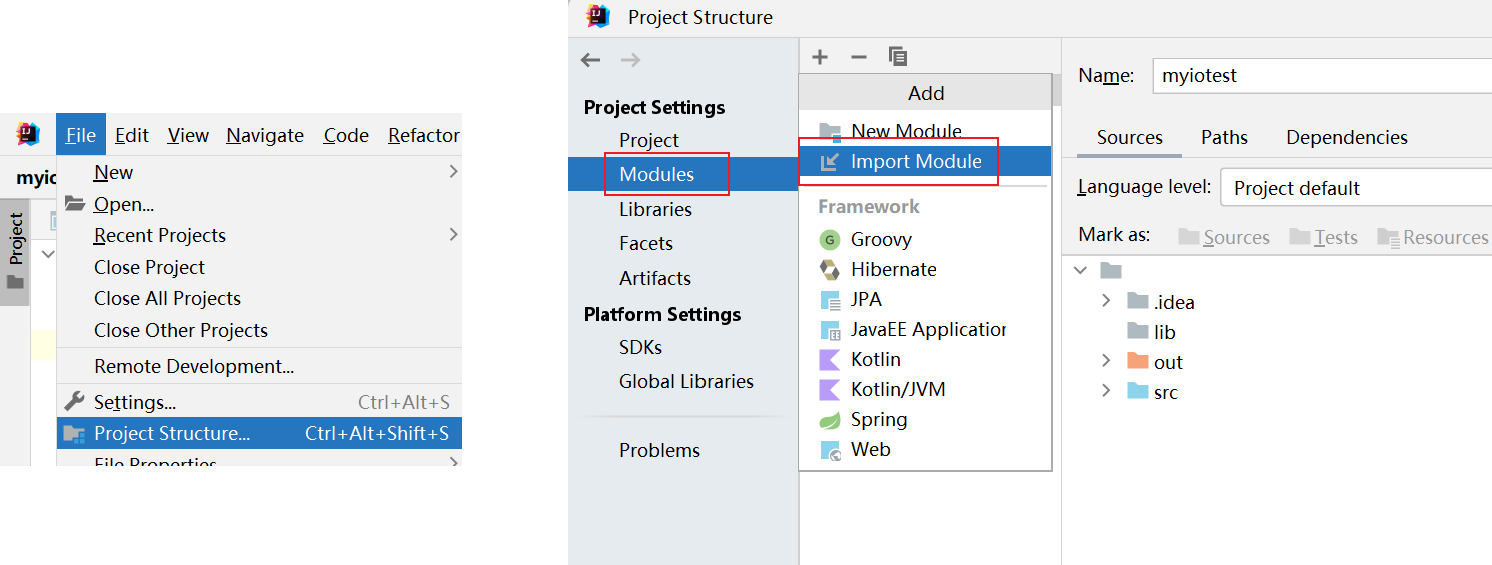 File Edit View Navigate Code Refactor
myio
Project
New
Open...
Recent Projects
Close Project
Close All Projects
Close Other Projects
Remote Development...
Settings... Ctrl+Alt+S
Project Structure... Ctrl+Alt+Shift+S
File Properties
Project Structure
Project Settings
Project
Modules
Libraries
Facets
Artifacts
Platform Settings
SDKs
Global Libraries
Problems
Add
New Module
Import Module
Framework
Groovy
Hibernate
JPA
JavaEE Application
Kotlin
Kotlin/JVM
Spring
Web
Name: myiotest
Sources Paths Dependencies
Language level: Project default
Mark as: Sources Tests Resources
.idea
lib
out
src